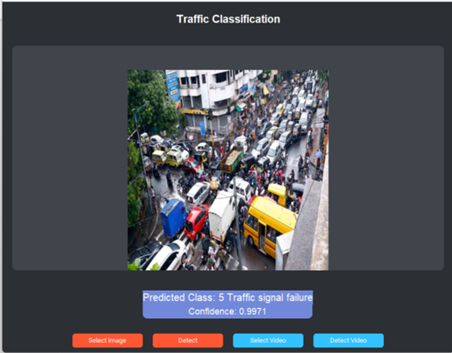 Traffic Classification
Predicted Class: 5 Traffic signal failure
Confidence: 0.9971
Select Image
Detect
Select Video
Detect Video